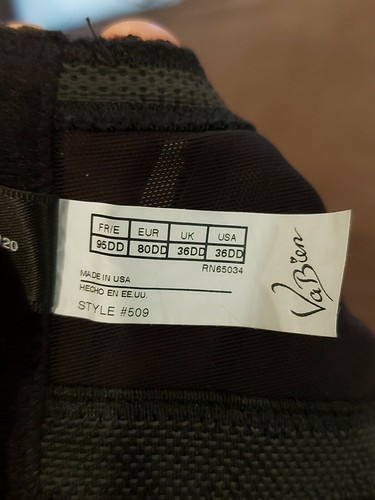 FR/E EUR UK USA
95DD 80DD 36DD 36DD
RN65034
MADE IN USA
HECHO EN EE.UU.
STYLE #509
Va Bien
20